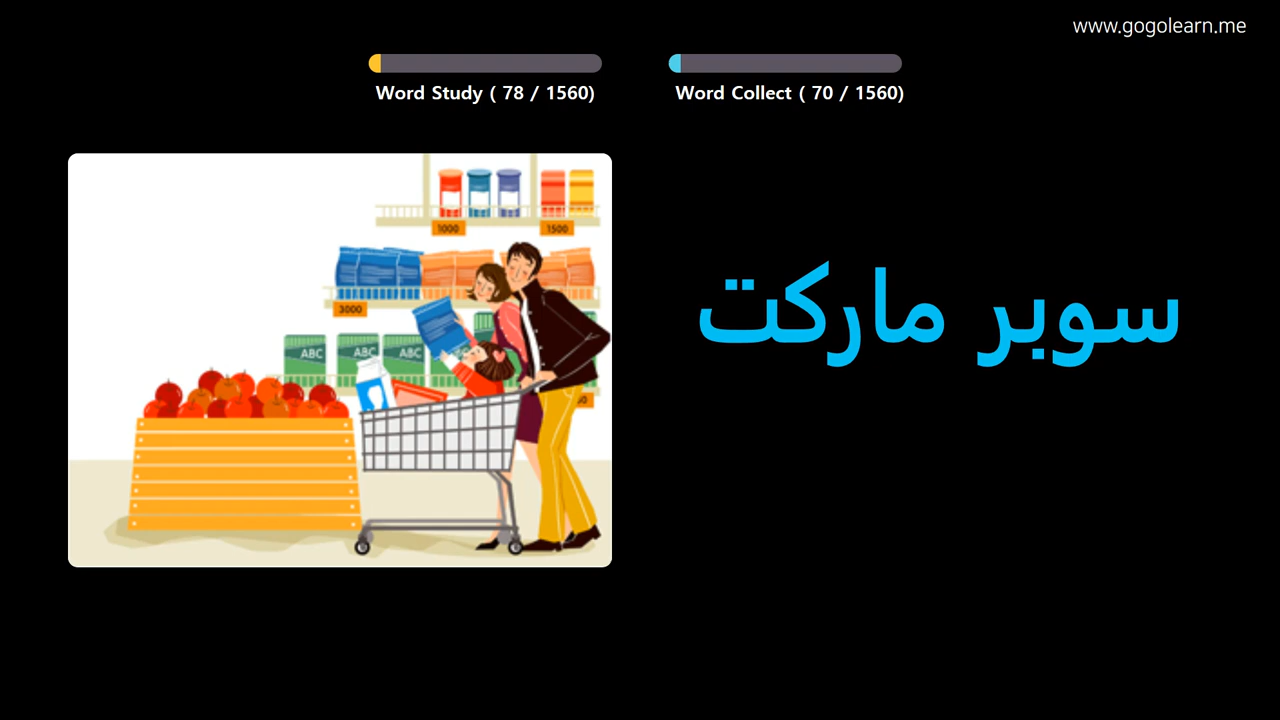 www.gogolearn.me
Word Study ( 78 / 1560)
Word Collect ( 70 / 1560)
1000
1500
3000
ABC
ABC
ABC
سوبر ماركت